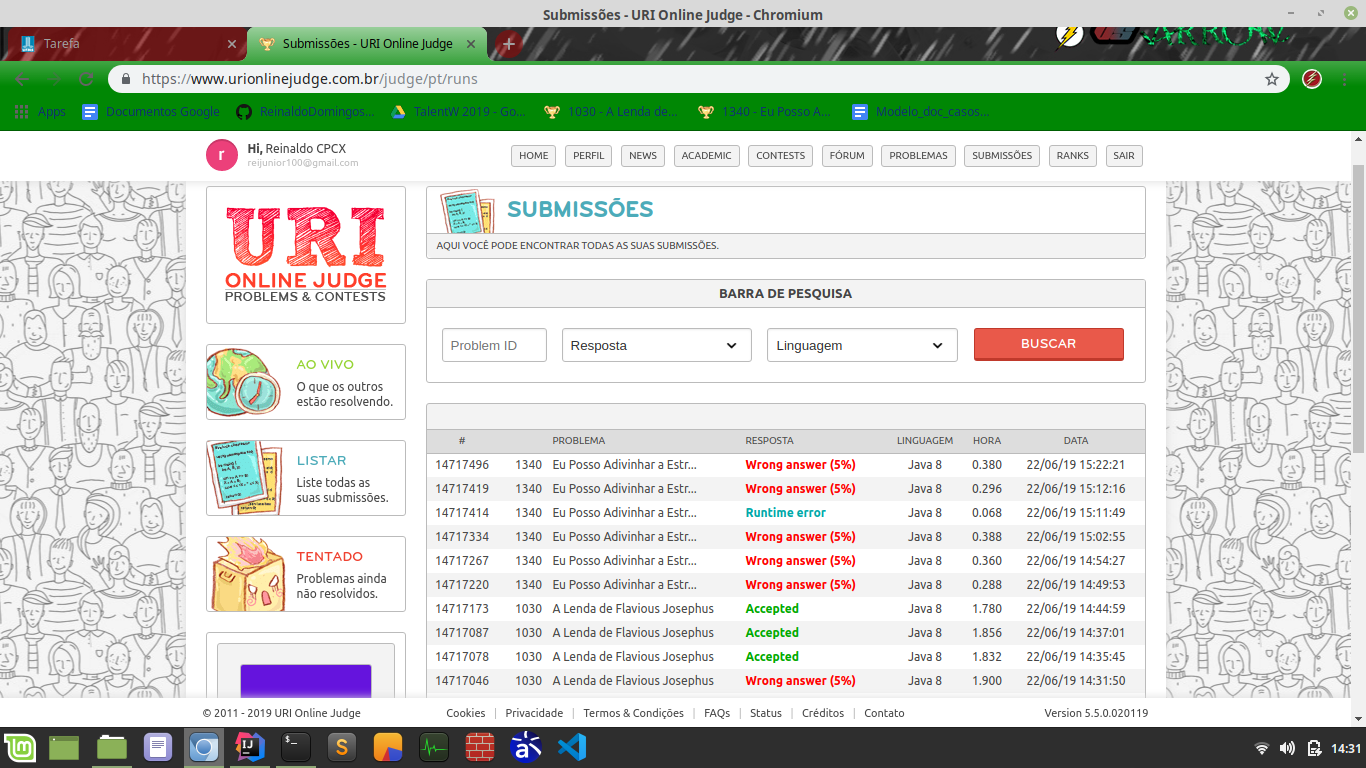 Submissões - URI Online Judge - Chromium
Tarefa
Submissões - URI Online Judge
https://www.urionlinejudge.com.br/judge/pt/runs
Apps
Documentos Google
ReinaldoDomingos...
TalentW 2019 - Go...
1030 - A Lenda de...
1340 - Eu Posso A...
Modelo_doc_casos...
r
Hi, Reinaldo CPCX
reijunior100@gmail.com
HOME
PERFIL
NEWS
ACADEMIC
CONTESTS
FÓRUM
PROBLEMAS
SUBMISSÕES
RANKS
SAIR
URI
ONLINE JUDGE
PROBLEMS & CONTESTS
AO VIVO
O que os outros
estão resolvendo.
LISTAR
Liste todas as
suas submissões.
TENTADO
Problemas ainda
não resolvidos.
SUBMISSÕES
AQUI VOCÊ PODE ENCONTRAR TODAS AS SUAS SUBMISSÕES.
BARRA DE PESQUISA
Problem ID
Resposta
Linguagem
BUSCAR
# PROBLEMA RESPOSTA LINGUAGEM HORA DATA
14717496 1340 Eu Posso Adivinhar a Estr... Wrong answer (5%) Java 8 0.380 22/06/19 15:22:21
14717419 1340 Eu Posso Adivinhar a Estr... Wrong answer (5%) Java 8 0.296 22/06/19 15:12:16
14717414 1340 Eu Posso Adivinhar a Estr... Runtime error Java 8 0.068 22/06/19 15:11:49
14717334 1340 Eu Posso Adivinhar a Estr... Wrong answer (5%) Java 8 0.388 22/06/19 15:02:55
14717267 1340 Eu Posso Adivinhar a Estr... Wrong answer (5%) Java 8 0.360 22/06/19 14:54:27
14717220 1340 Eu Posso Adivinhar a Estr... Wrong answer (5%) Java 8 0.288 22/06/19 14:49:53
14717173 1030 A Lenda de Flavious Josephus Accepted Java 8 1.780 22/06/19 14:44:59
14717087 1030 A Lenda de Flavious Josephus Accepted Java 8 1.856 22/06/19 14:37:01
14717078 1030 A Lenda de Flavious Josephus Accepted Java 8 1.832 22/06/19 14:35:45
14717046 1030 A Lenda de Flavious Josephus Wrong answer (5%) Java 8 1.900 22/06/19 14:31:50
© 2011 - 2019 URI Online Judge
Cookies | Privacidade | Termos & Condições | FAQs | Status | Créditos | Contato
Version 5.5.0.020119
14:31